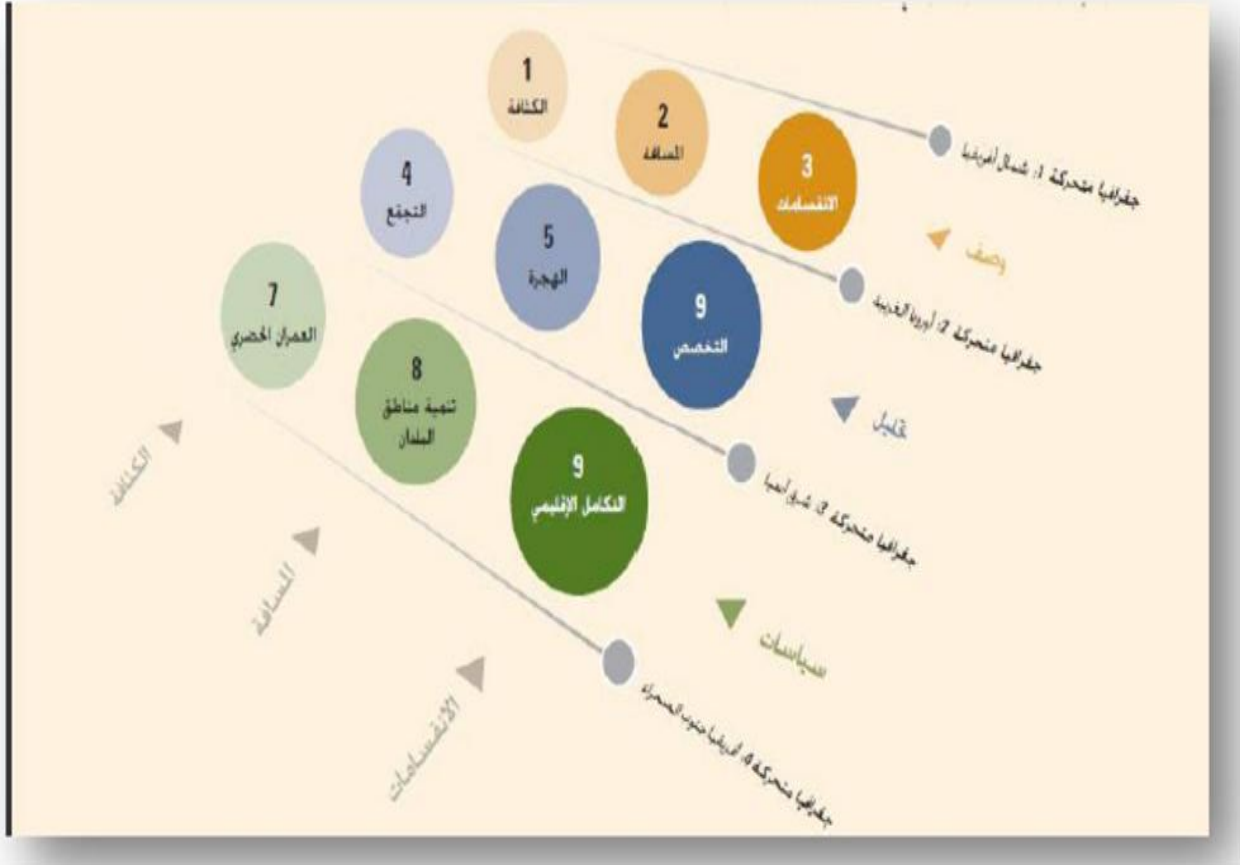 1
الكثافة
2
المسافة
3
الانقسامات
جغرافيا متحركة 1: شمال أفريقيا
وصف
4
التجمّع
5
الهجرة
9
التخصص
جغرافيا متحركة 2: أوروبا الغربية
تحليل
7
العمران الحضري
8
تنمية مناطق
البلدان
9
التكامل الإقليمي
جغرافيا متحركة 3: شرق آسيا
سياسات
جغرافيا متحركة 4: أفريقيا جنوب الصحراء
الكثافة
المسافة
الانقسامات